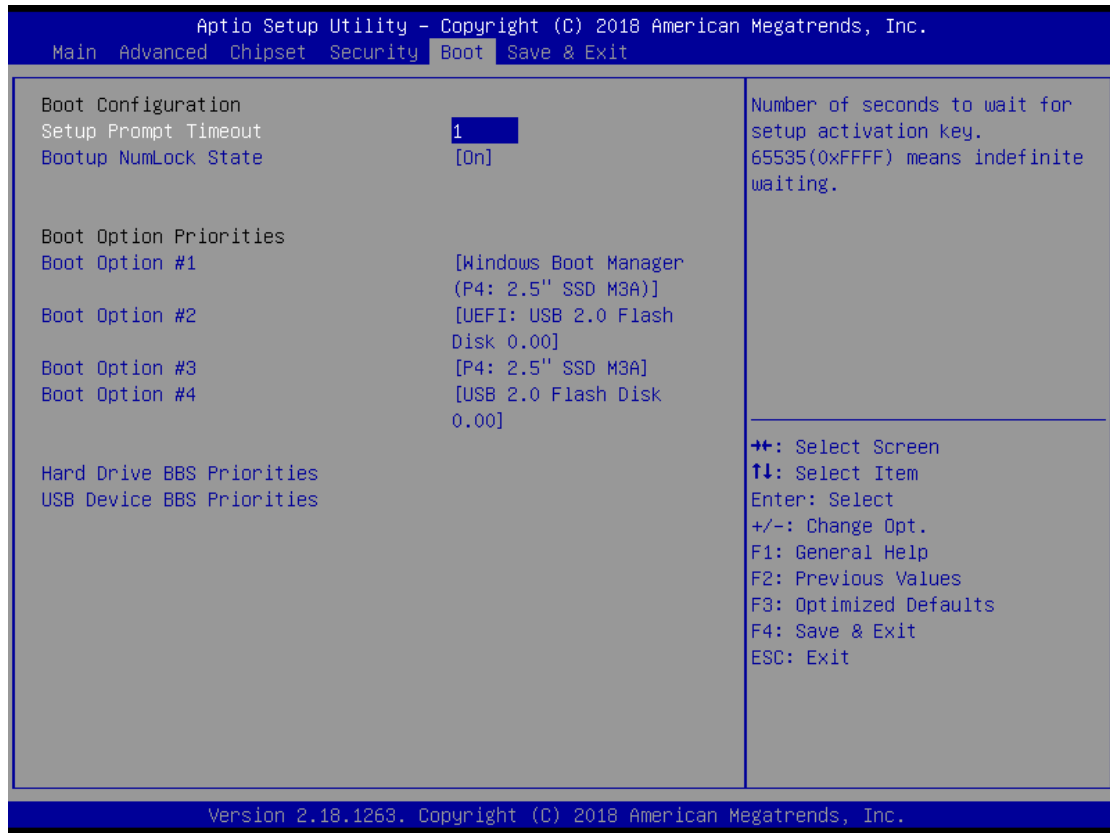 Aptio Setup Utility – Copyright (C) 2018 American Megatrends, Inc.
Main Advanced Chipset Security Boot Save & Exit
Boot Configuration
Setup Prompt Timeout 1
Bootup NumLock State [On]
Boot Option Priorities
Boot Option #1 [Windows Boot Manager
(P4: 2.5'' SSD M3A)]
Boot Option #2 [UEFI: USB 2.0 Flash
Disk 0.00]
Boot Option #3 [P4: 2.5'' SSD M3A]
Boot Option #4 [USB 2.0 Flash Disk
0.00]
Hard Drive BBS Priorities
USB Device BBS Priorities
Number of seconds to wait for
setup activation key.
65535(0xFFFF) means indefinite
waiting.
→←: Select Screen
↑↓: Select Item
Enter: Select
+/-: Change Opt.
F1: General Help
F2: Previous Values
F3: Optimized Defaults
F4: Save & Exit
ESC: Exit
Version 2.18.1263. Copyright (C) 2018 American Megatrends, Inc.